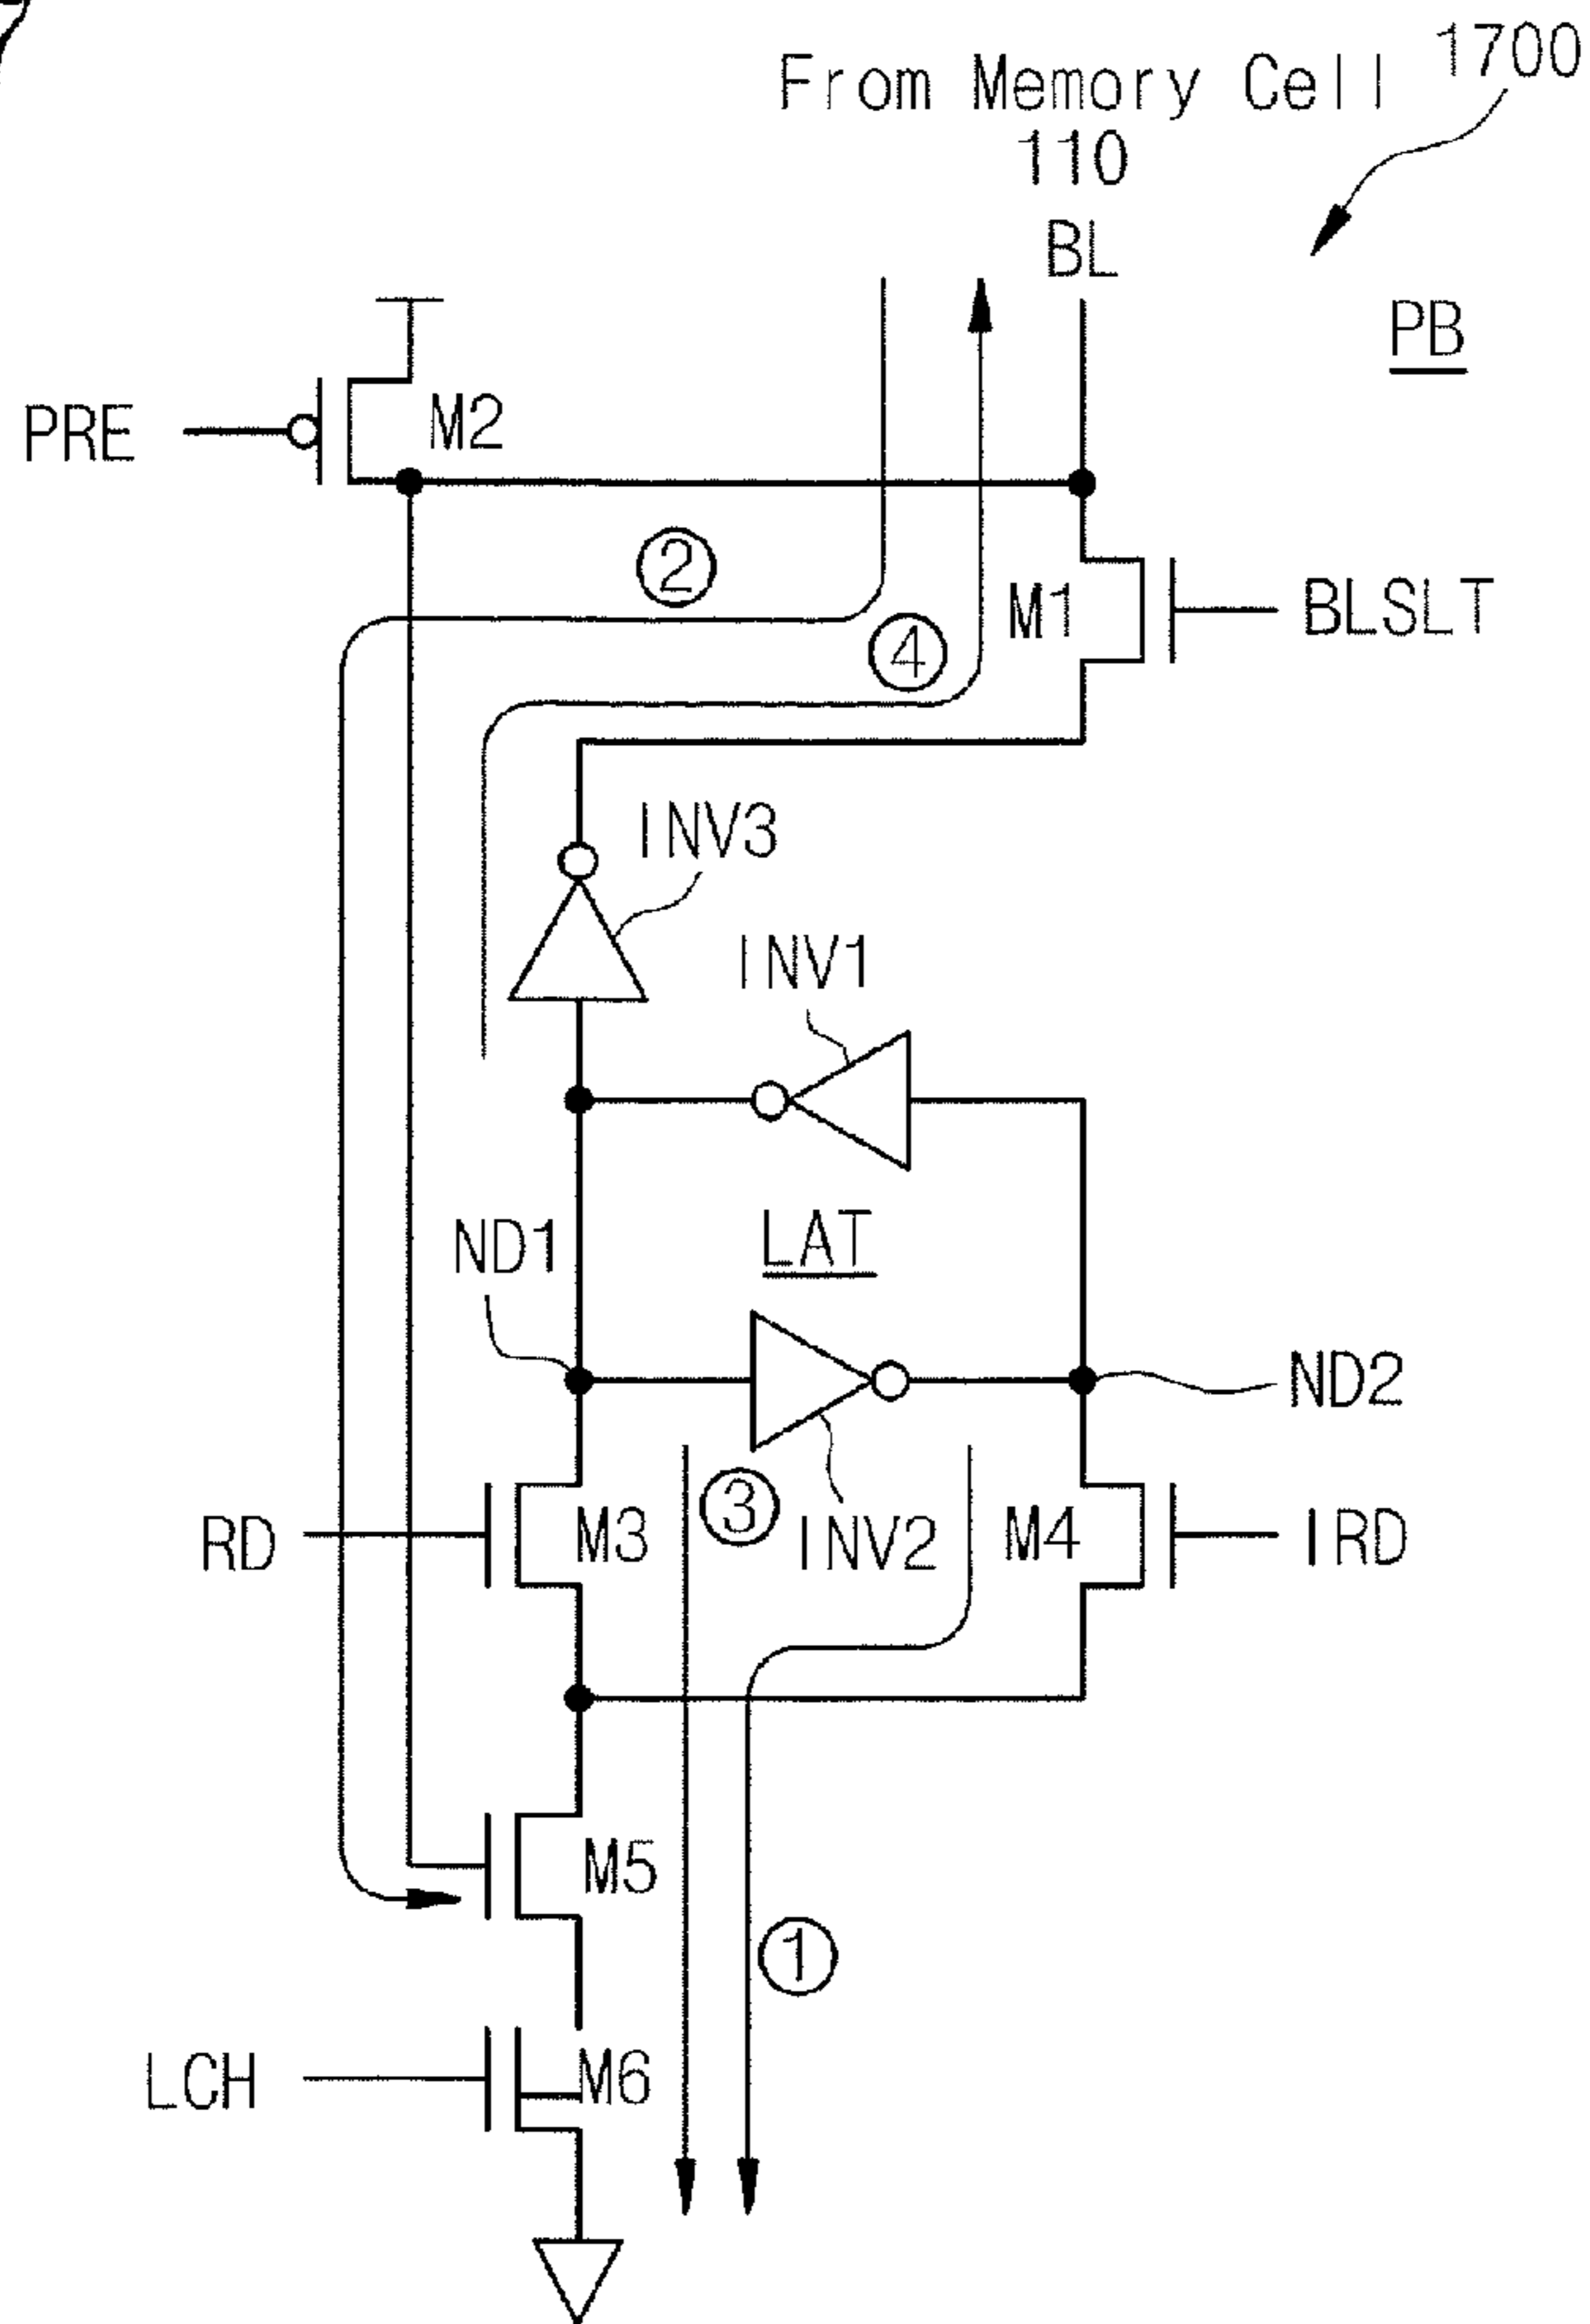 From Memory Cell
110
1700
BL
PB
PRE
M2
②
M1
BLSLT
④
INV3
INV1
ND1
LAT
ND2
③
RD
M3
INV2
M4
IRD
M5
①
LCH
M6